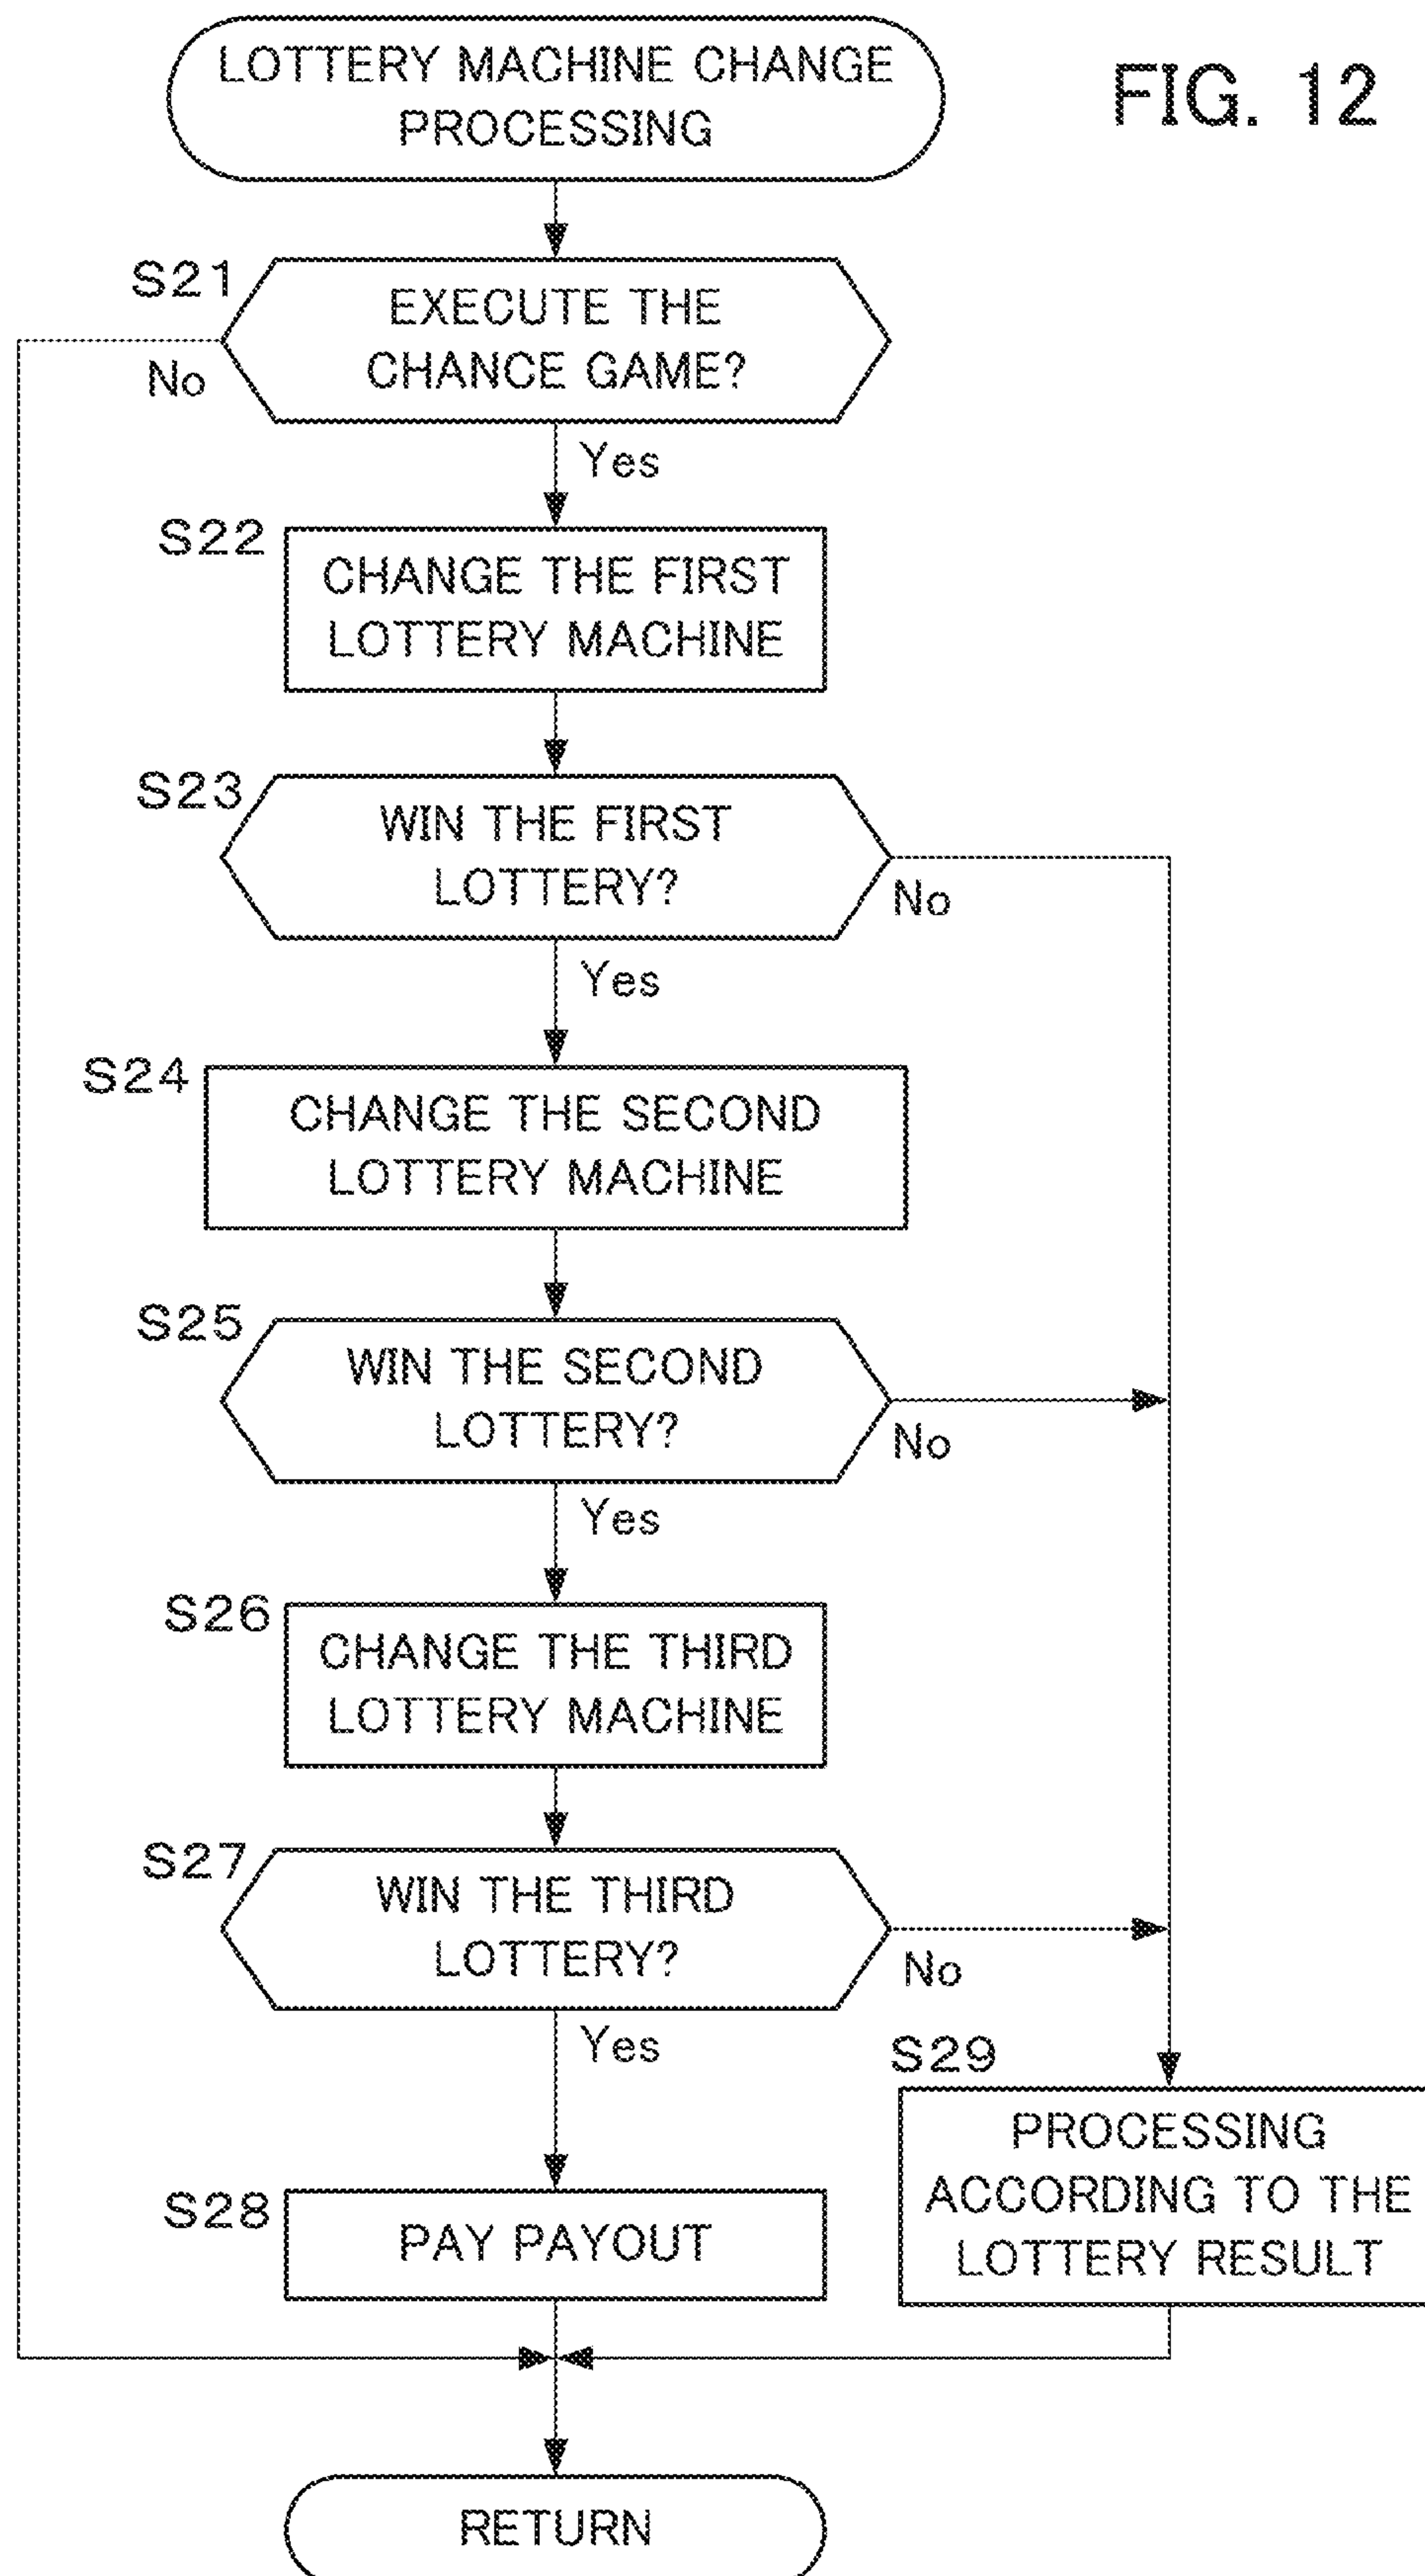 LOTTERY MACHINE CHANGE
PROCESSING
FIG. 12
S21
EXECUTE THE
CHANCE GAME?
No
Yes
S22
CHANGE THE FIRST
LOTTERY MACHINE
S23
WIN THE FIRST
LOTTERY?
No
Yes
S24
CHANGE THE SECOND
LOTTERY MACHINE
S25
WIN THE SECOND
LOTTERY?
No
Yes
S26
CHANGE THE THIRD
LOTTERY MACHINE
S27
WIN THE THIRD
LOTTERY?
No
Yes
S29
PROCESSING
ACCORDING TO THE
LOTTERY RESULT
S28
PAY PAYOUT
RETURN